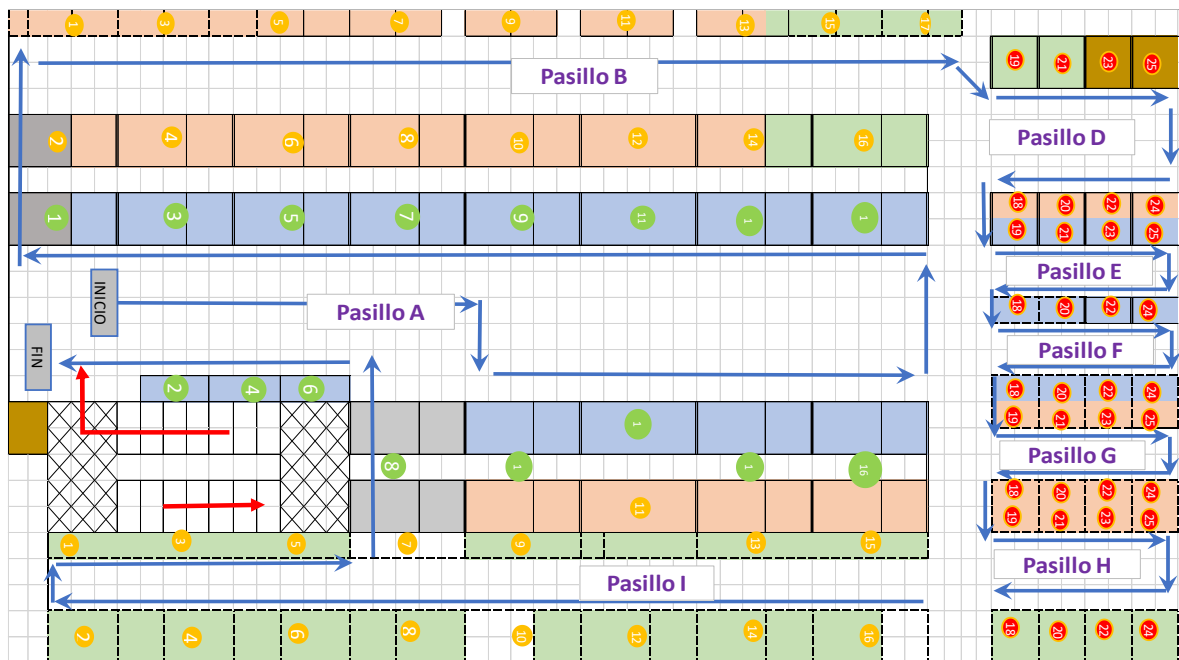 1 3 5 7 9 11 13 15 17
19 21 23 25
Pasillo B
2 4 6 8 10 12 14 16
Pasillo D
1 3 5 7 9 11 1 1
18 20 22 24
19 21 23 25
Pasillo E
INICIO
Pasillo A
18 20 22 24
FIN
Pasillo F
2 4 6
18 20 22 24
1
19 21 23 25
8 1 1 16
Pasillo G
18 20 22 24
11
19 21 23 25
1 3 5 7 9 13 15
Pasillo H
Pasillo I
2 4 6 8 10 12 14 16
18 20 22 24